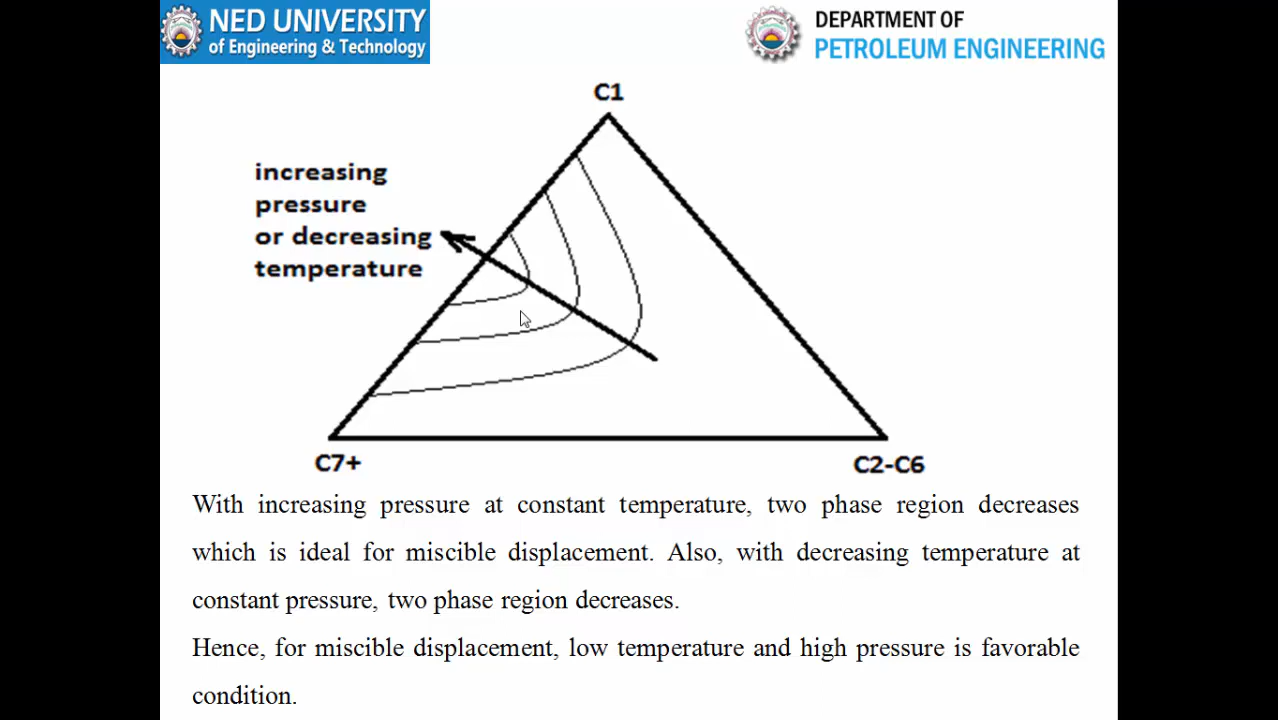 NED UNIVERSITY
of Engineering & Technology
DEPARTMENT OF
PETROLEUM ENGINEERING
C1
increasing
pressure
or decreasing
temperature
C7+
C2-C6
With increasing pressure at constant temperature, two phase region decreases
which is ideal for miscible displacement. Also, with decreasing temperature at
constant pressure, two phase region decreases.
Hence, for miscible displacement, low temperature and high pressure is favorable
condition.